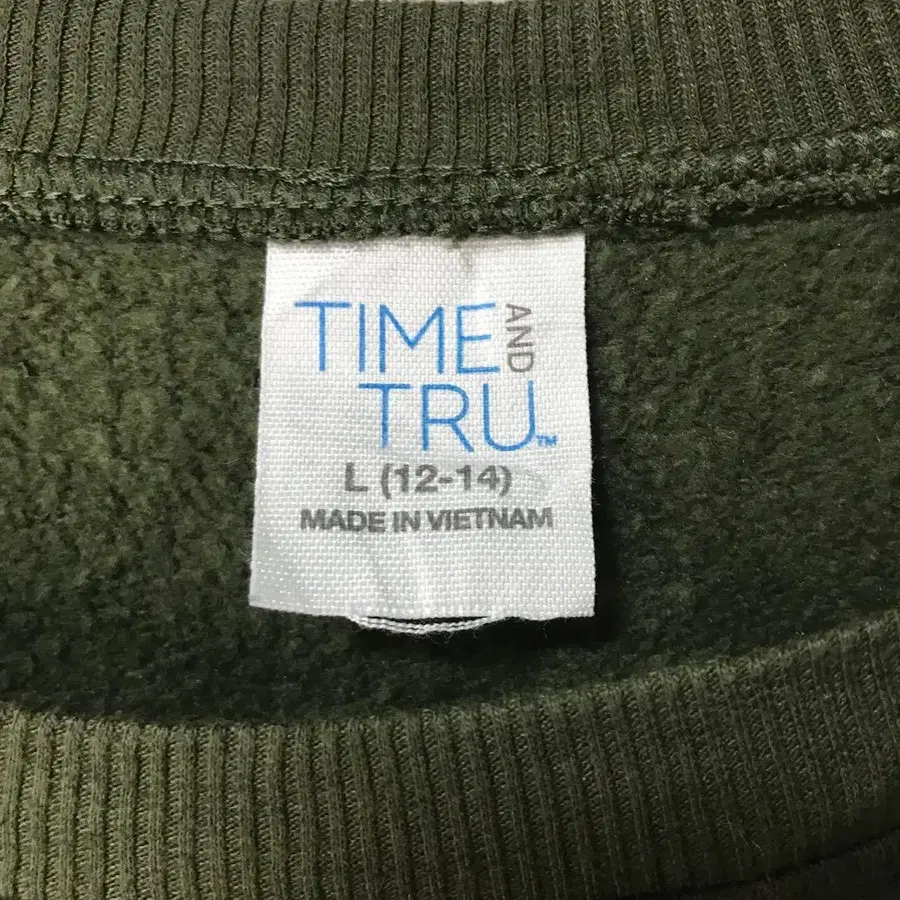 TIME AND
TRU™
L (12-14)
MADE IN VIETNAM